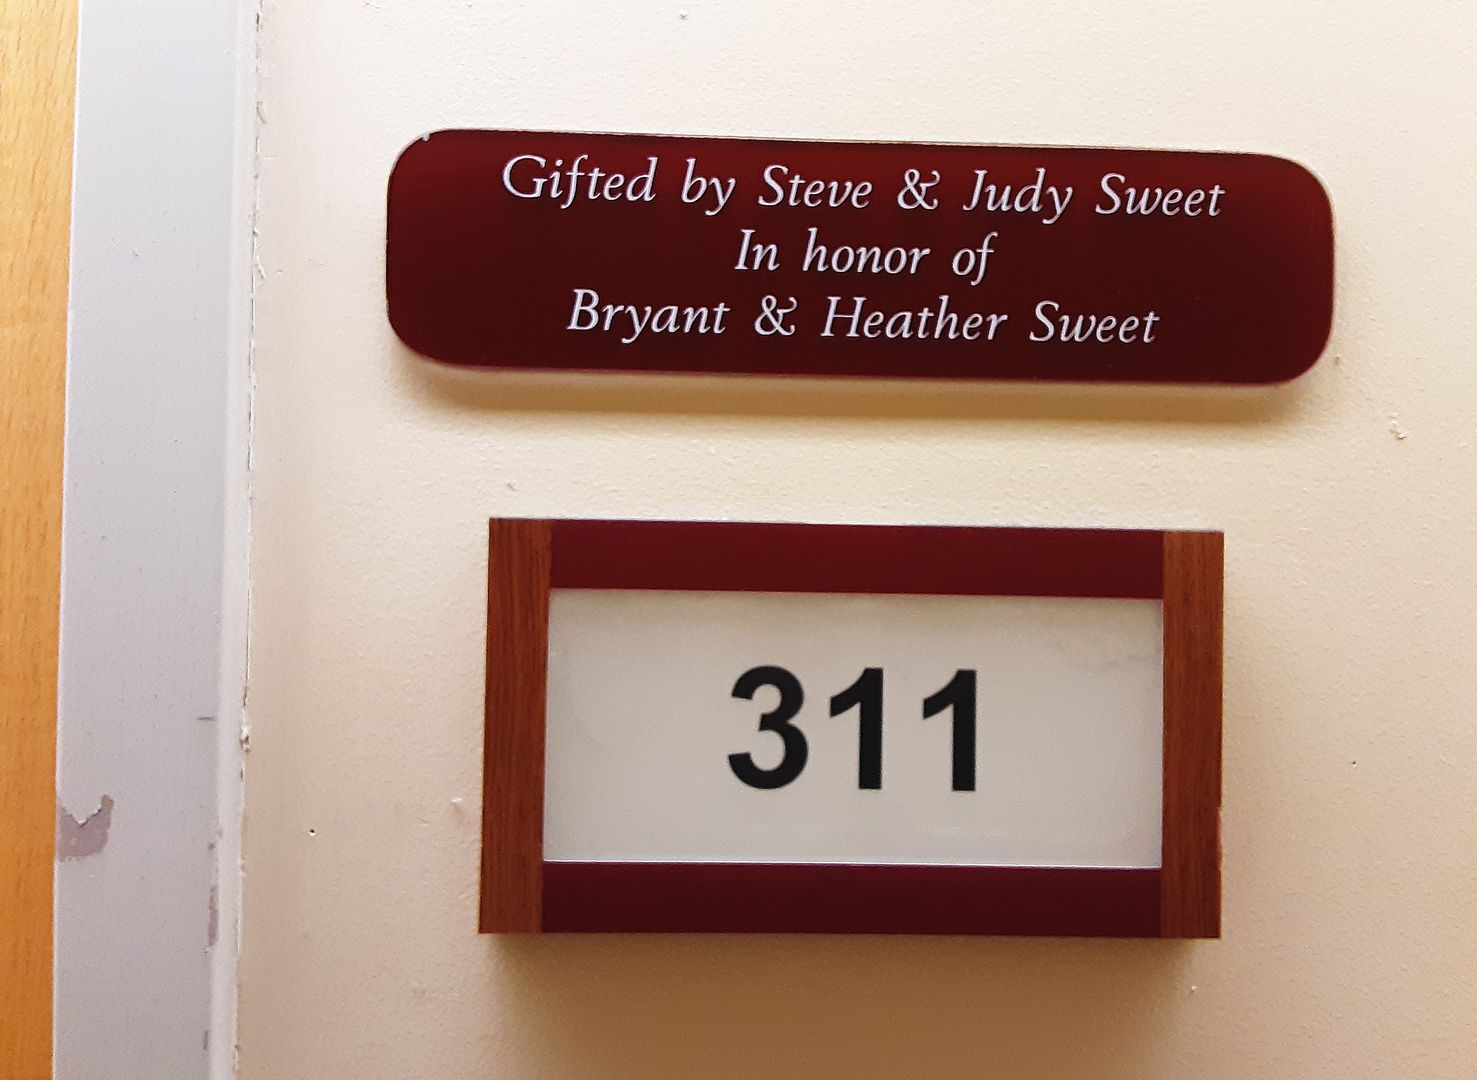 Gifted by Steve & Judy Sweet
In honor of
Bryant & Heather Sweet
311